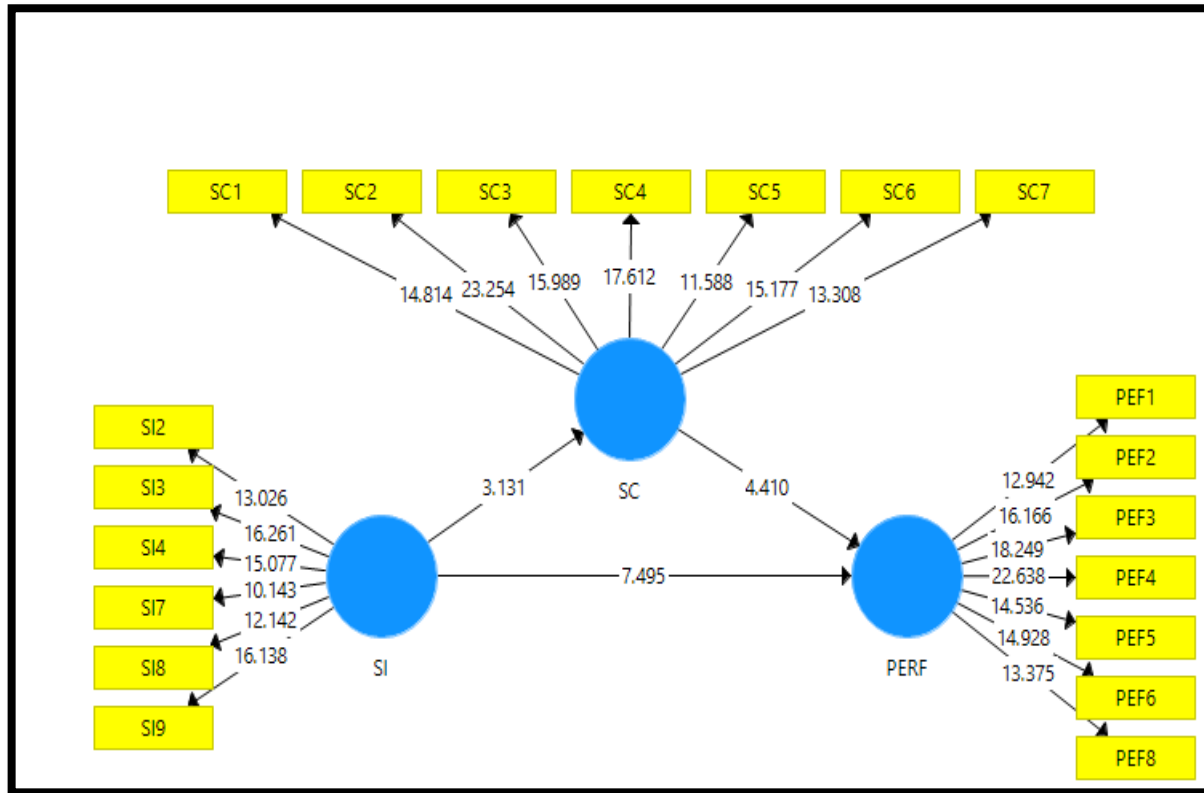 SC1 SC2 SC3 SC4 SC5 SC6 SC7
14.814 23.254 15.989 17.612 11.588 15.177 13.308
SC
3.131 4.410
SI2
SI3
SI4
SI7
SI8
SI9
13.026
16.261
15.077
10.143
12.142
16.138
SI
7.495
PERF
12.942
16.166
18.249
22.638
14.536
14.928
13.375
PEF1
PEF2
PEF3
PEF4
PEF5
PEF6
PEF8